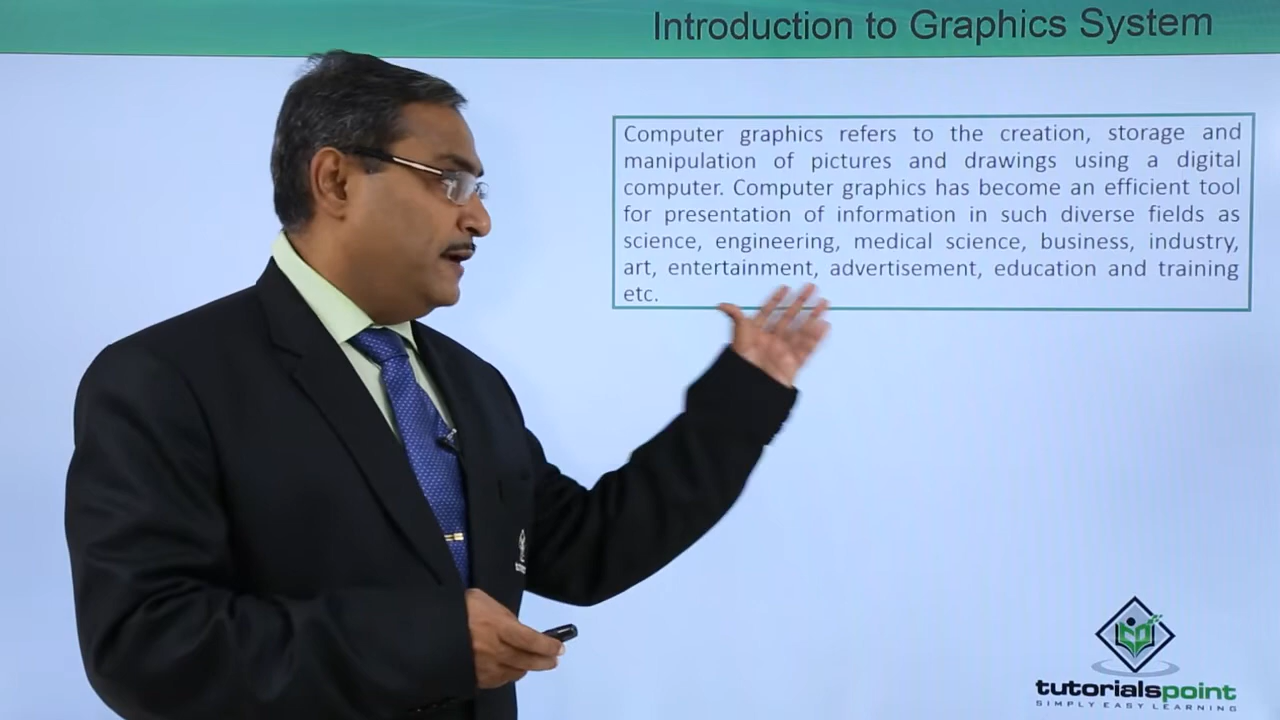 Introduction to Graphics System
Computer graphics refers to the creation, storage and
manipulation of pictures and drawings using a digital
computer. Computer graphics has become an efficient tool
for presentation of information in such diverse fields as
science, engineering, medical science, business, industry,
art, entertainment, advertisement, education and training
etc.
tutorialspoint
SIMPLY EASY LEARNING